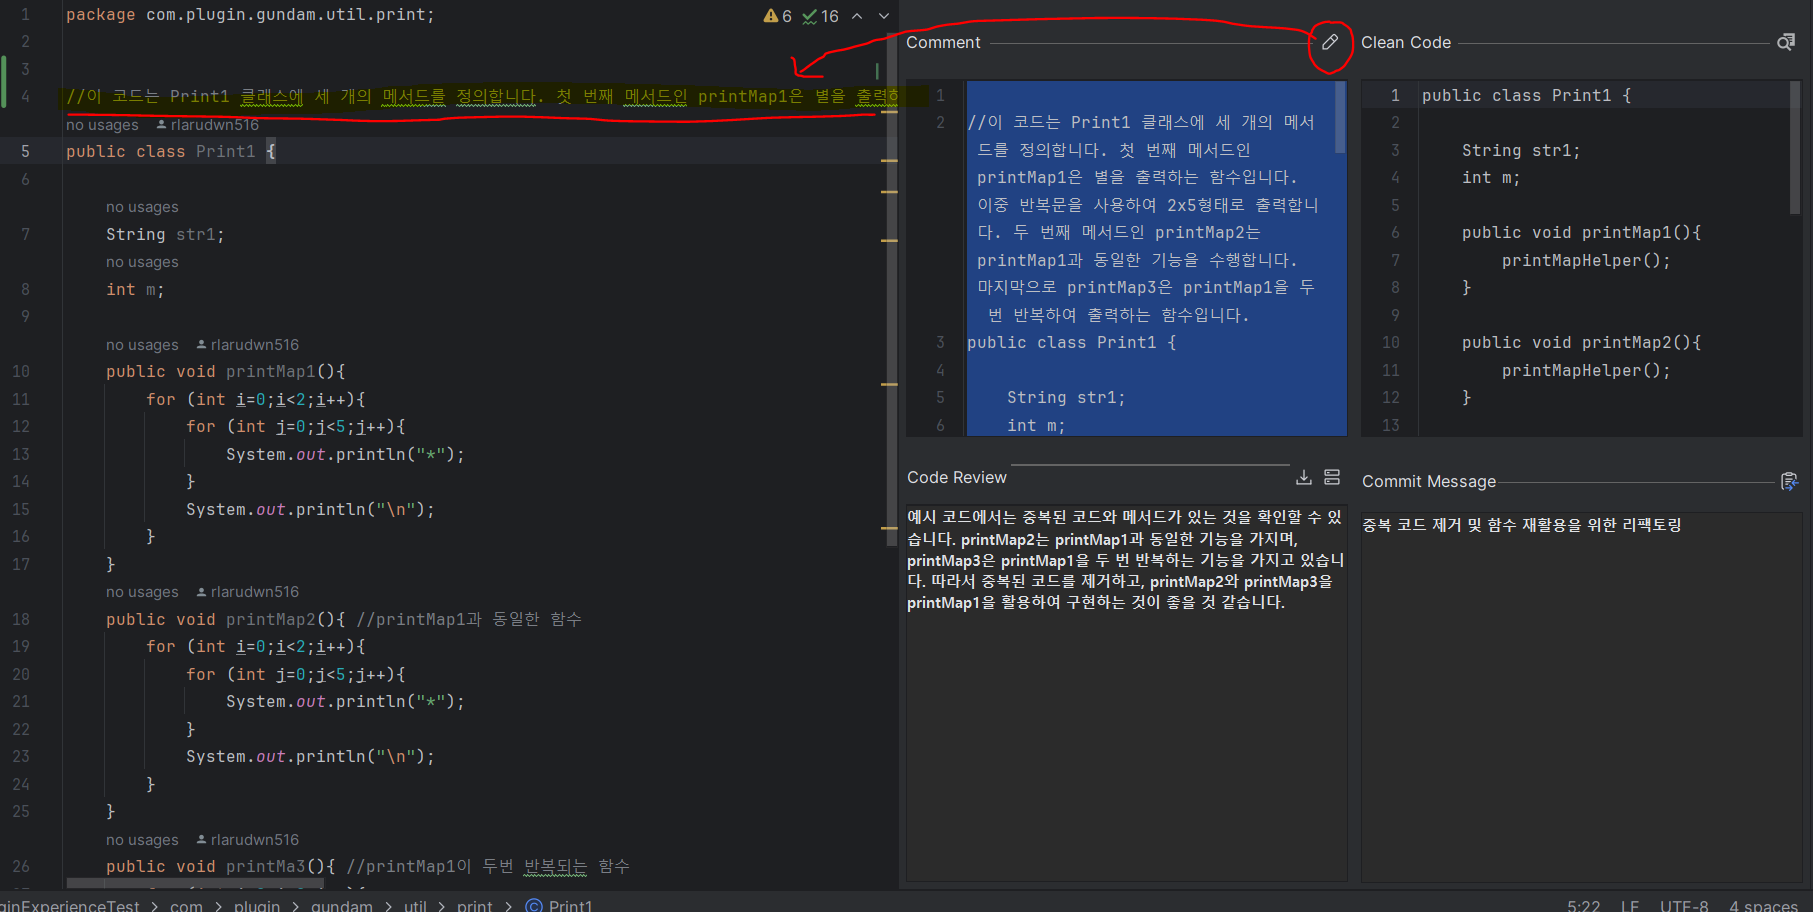 package com.plugin.gundam.util.print;
6 16
//이 코드는 Print1 클래스에 세 개의 메서드를 정의합니다. 첫 번째 메서드인 printMap1은 별을 출력하
no usages rlarudwn516
public class Print1 {
no usages
String str1;
no usages
int m;
no usages rlarudwn516
public void printMap1(){
for (int i=0;i<2;i++){
for (int j=0;j<5;j++){
System.out.println("*");
}
System.out.println("\n");
}
}
no usages rlarudwn516
public void printMap2(){ //printMap1과 동일한 함수
for (int i=0;i<2;i++){
for (int j=0;j<5;j++){
System.out.println("*");
}
System.out.println("\n");
}
}
no usages rlarudwn516
public void printMa3(){ //printMap1이 두번 반복되는 함수
1
2
3
4
5
6
7
8
9
10
11
12
13
14
15
16
17
18
19
20
21
22
23
24
25
26
Comment
1
2
3
4
5
6
//이 코드는 Print1 클래스에 세 개의 메서
드를 정의합니다. 첫 번째 메서드인
printMap1은 별을 출력하는 함수입니다.
이중 반복문을 사용하여 2x5형태로 출력합니
다. 두 번째 메서드인 printMap2는
printMap1과 동일한 기능을 수행합니다.
마지막으로 printMap3은 printMap1을 두
번 반복하여 출력하는 함수입니다.
public class Print1 {
String str1;
int m;
Clean Code
1
2
3
4
5
6
7
8
9
10
11
12
13
public class Print1 {
String str1;
int m;
public void printMap1(){
printMapHelper();
}
public void printMap2(){
printMapHelper();
}
Code Review
예시 코드에서는 중복된 코드와 메서드가 있는 것을 확인할 수 있
습니다. printMap2는 printMap1과 동일한 기능을 가지며,
printMap3은 printMap1을 두 번 반복하는 기능을 가지고 있습니
다. 따라서 중복된 코드를 제거하고, printMap2와 printMap3을
printMap1을 활용하여 구현하는 것이 좋을 것 같습니다.
Commit Message
중복 코드 제거 및 함수 재활용을 위한 리팩토링
ginExperienceTest > com > plugin > gundam > util > print > Print1
5:22 LF UTF-8 4 spaces